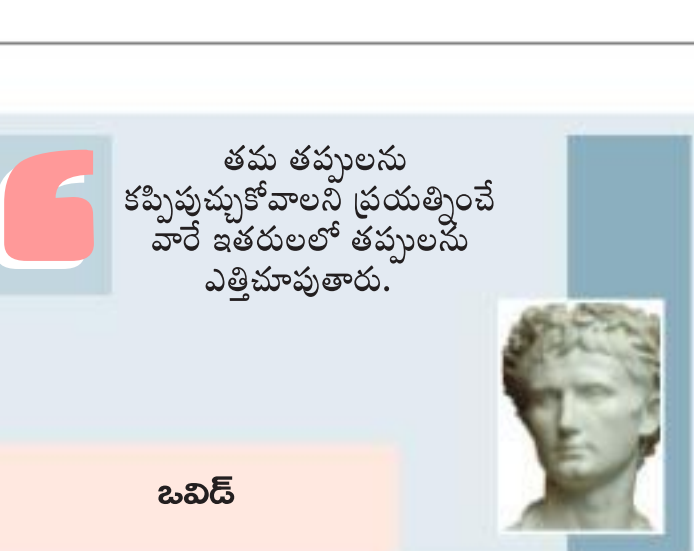 తమ తప్పులను
కప్పిపుచ్చుకోవాలని ప్రయత్నించే
వారే ఇతరులలో తప్పులను
ఎత్తిచూపుతారు.
ఒవిడ్